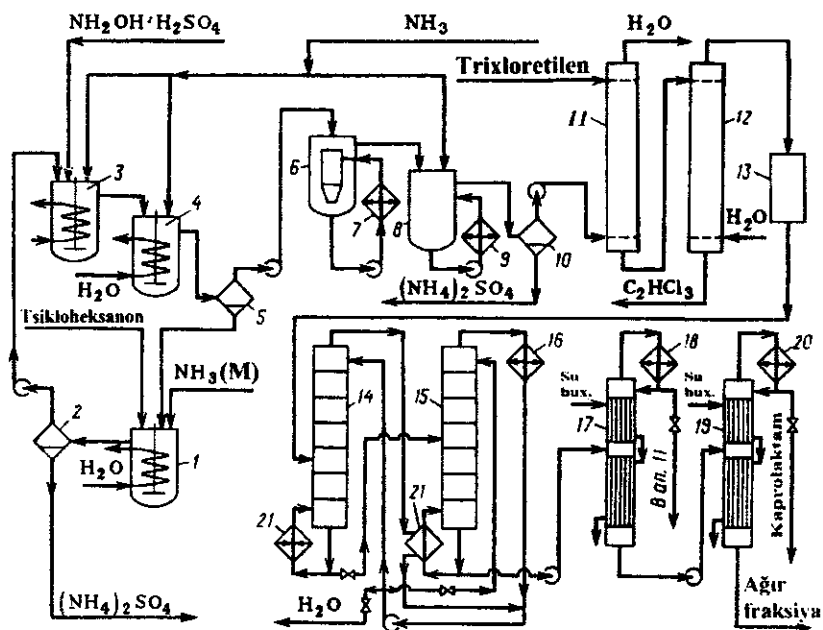 NH₂OH·H₂SO₄
NH₃
H₂O
Trixloretilen
3
4
6
7
8
9
10
11
12
13
H₂O
H₂O
(NH₄)₂SO₄
C₂HCl₃
5
Tsikloheksanon
NH₃(M)
2
H₂O
1
(NH₄)₂SO₄
14
15
16
18
20
Su bux.
Su bux.
17
19
21
21
В ап. 11
Kaprolaktam
H₂O
Ağır
fraksiya